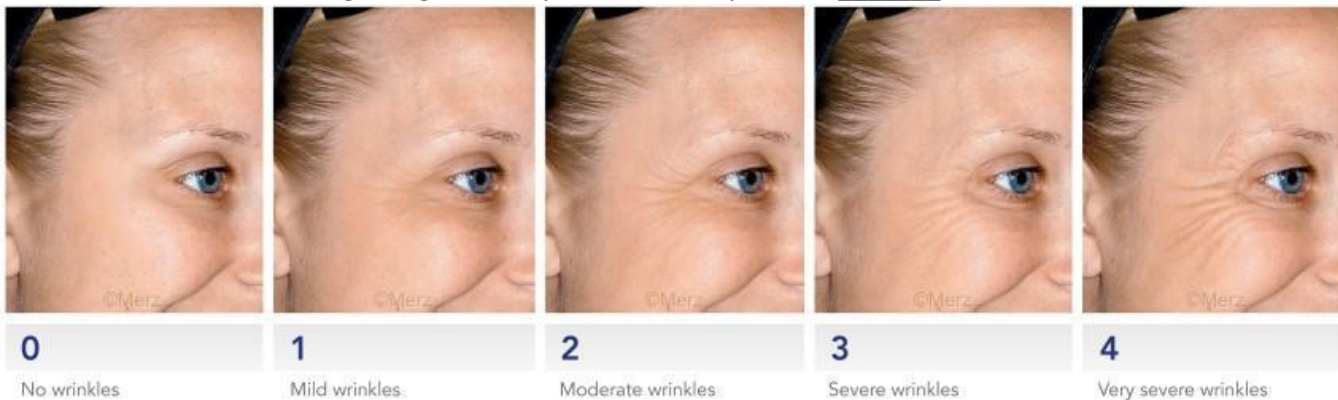 ©Merz ©Merz ©Merz ©Merz ©Merz
0 1 2 3 4
No wrinkles Mild wrinkles Moderate wrinkles Severe wrinkles Very severe wrinkles